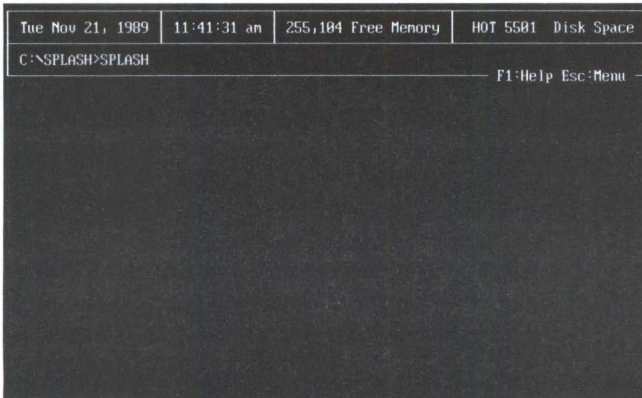 Tue Nov 21, 1989 11:41:31 am 255,104 Free Memory HOT 5501 Disk Space
C:\SPLASH>SPLASH
F1:Help Esc:Menu